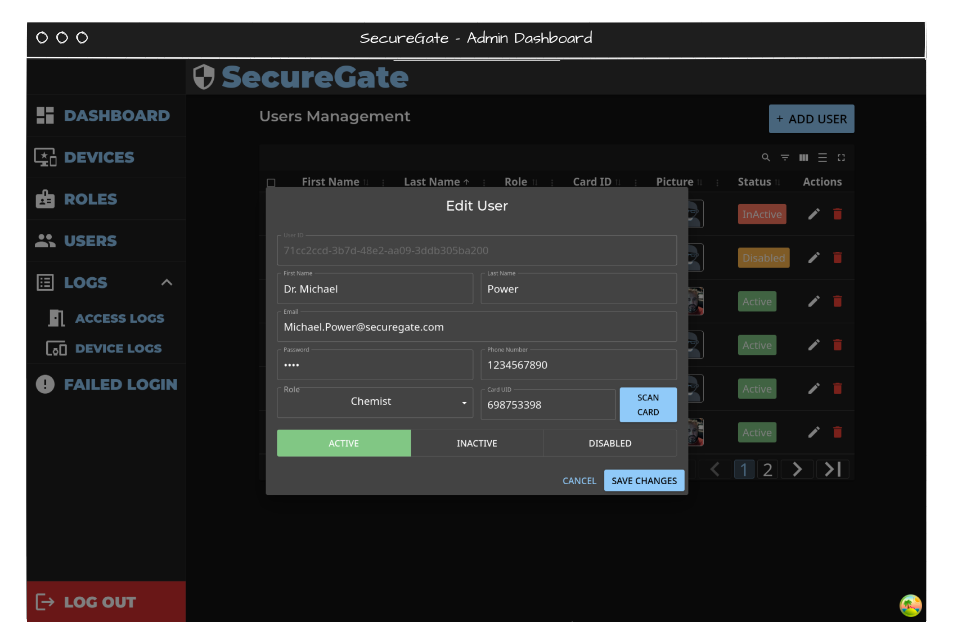 SecureGate - Admin Dashboard
SecureGate
DASHBOARD
DEVICES
ROLES
USERS
LOGS
ACCESS LOGS
DEVICE LOGS
FAILED LOGIN
LOG OUT
Users Management
+ ADD USER
First Name Last Name Role Card ID Picture Status Actions
InActive
Disabled
Active
Active
Active
Active
1 2
Edit User
User ID
71cc2ccd-3b7d-48e2-aa09-3ddb305ba200
First Name Last Name
Dr. Michael Power
Email
Michael.Power@securegate.com
Password Phone Number
•••• 1234567890
Role Card UID
Chemist 698753398
SCAN
CARD
ACTIVE INACTIVE DISABLED
CANCEL SAVE CHANGES